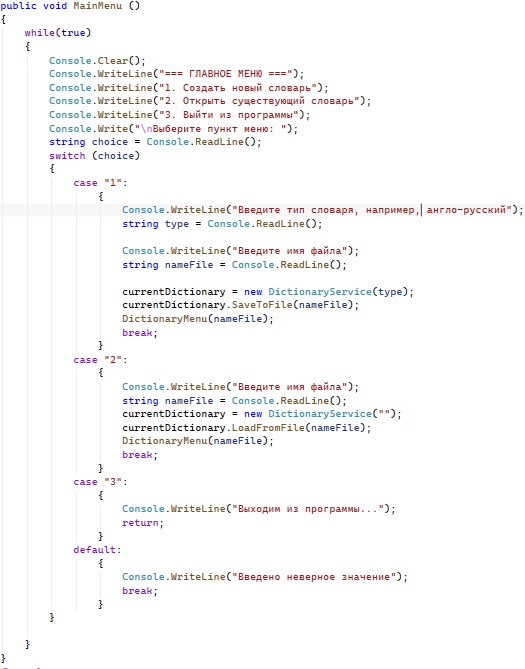 public void MainMenu ()
{
    while(true)
    {
        Console.Clear();
        Console.WriteLine("=== ГЛАВНОЕ МЕНЮ ===");
        Console.WriteLine("1. Создать новый словарь");
        Console.WriteLine("2. Открыть существующий словарь");
        Console.WriteLine("3. Выйти из программы");
        Console.Write("\nВыберите пункт меню: ");
        string choice = Console.ReadLine();
        switch (choice)
        {
            case "1":
                {
                    Console.WriteLine("Введите тип словаря, например, англо-русский");
                    string type = Console.ReadLine();

                    Console.WriteLine("Введите имя файла");
                    string nameFile = Console.ReadLine();

                    currentDictionary = new DictionaryService(type);
                    currentDictionary.SaveToFile(nameFile);
                    DictionaryMenu(nameFile);
                    break;
                }
            case "2":
                {
                    Console.WriteLine("Введите имя файла");
                    string nameFile = Console.ReadLine();
                    currentDictionary = new DictionaryService("");
                    currentDictionary.LoadFromFile(nameFile);
                    DictionaryMenu(nameFile);
                    break;
                }
            case "3":
                {
                    Console.WriteLine("Выходим из программы...");
                    return;
                }
            default:
                {
                    Console.WriteLine("Введено неверное значение");
                    break;
                }
        }

    }
}